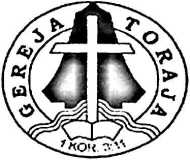 GEREJA TORAJA
1 KOR. 3:11